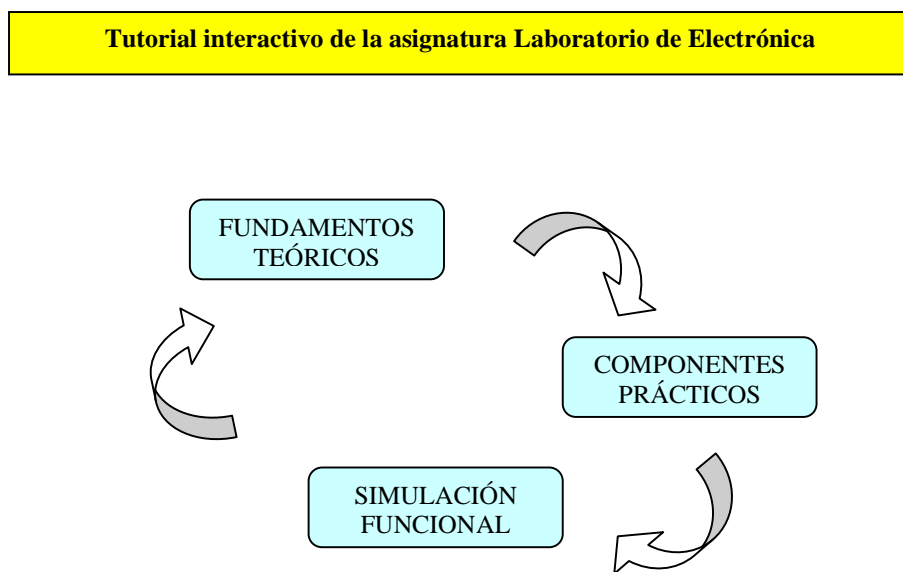 Tutorial interactivo de la asignatura Laboratorio de Electrónica
FUNDAMENTOS
TEÓRICOS
COMPONENTES
PRÁCTICOS
SIMULACIÓN
FUNCIONAL